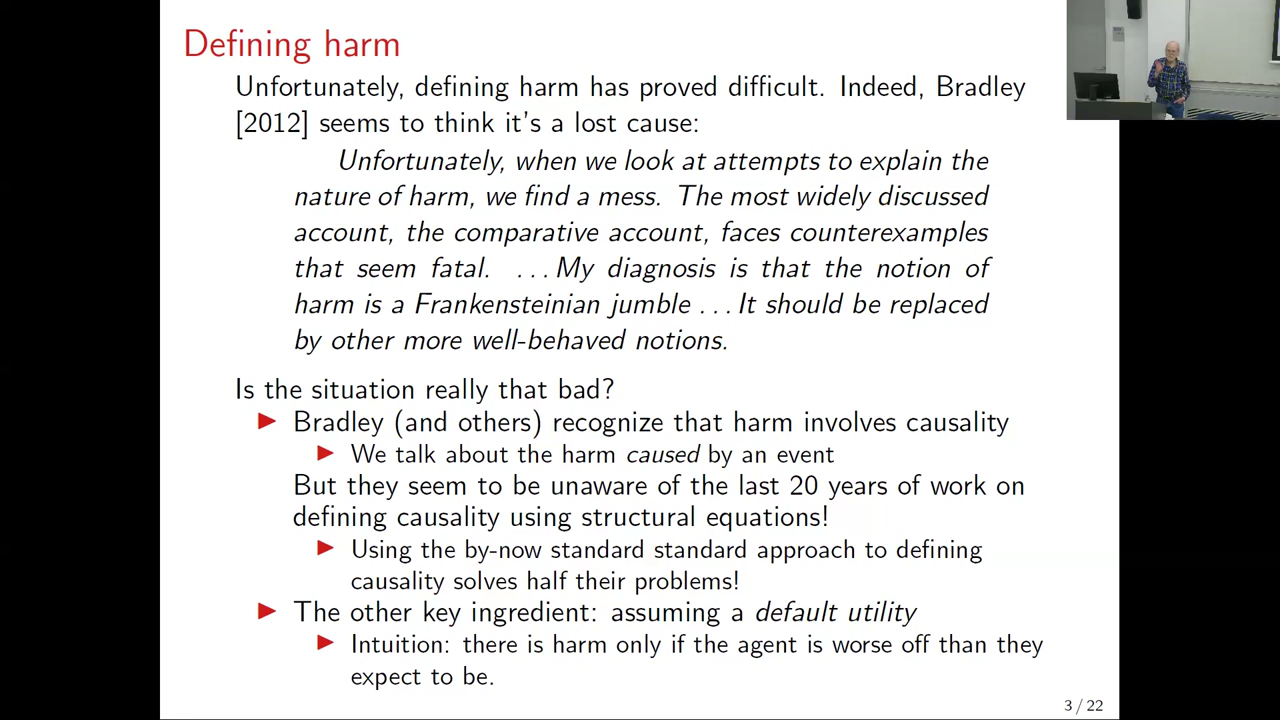 Defining harm
Unfortunately, defining harm has proved difficult. Indeed, Bradley
[2012] seems to think it's a lost cause:
Unfortunately, when we look at attempts to explain the
nature of harm, we find a mess. The most widely discussed
account, the comparative account, faces counterexamples
that seem fatal. ...My diagnosis is that the notion of
harm is a Frankensteinian jumble ...It should be replaced
by other more well-behaved notions.
Is the situation really that bad?
▶ Bradley (and others) recognize that harm involves causality
▶ We talk about the harm caused by an event
But they seem to be unaware of the last 20 years of work on
defining causality using structural equations!
▶ Using the by-now standard standard approach to defining
causality solves half their problems!
▶ The other key ingredient: assuming a default utility
▶ Intuition: there is harm only if the agent is worse off than they
expect to be.
3 / 22